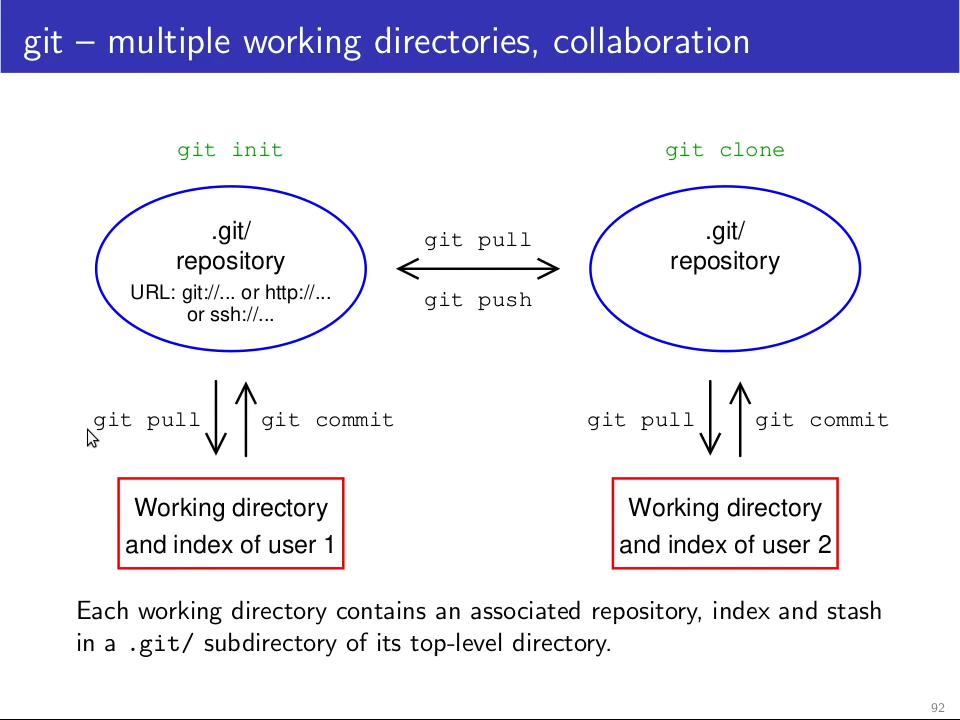 git – multiple working directories, collaboration
git init
git clone
.git/
repository
URL: git://... or http://...
or ssh://...
git pull
git push
.git/
repository
git pull
git commit
git pull
git commit
Working directory
and index of user 1
Working directory
and index of user 2
Each working directory contains an associated repository, index and stash
in a .git/ subdirectory of its top-level directory.
92